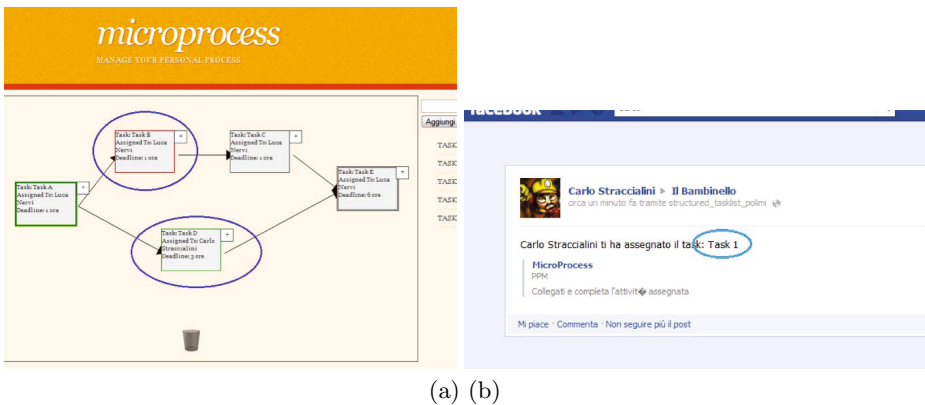 microprocess
MANAGE YOUR PERSONAL PROCESS
Aggiungi
TASK
TASK
TASK
TASK
TASK
Task: Task B
Assigned To: Luca
Nervi
Deadline: 1 ora
+
Task: Task C
Assigned To: Luca
Nervi
Deadline: 1 ora
+
Task: Task E
Assigned To: Luca
Nervi
Deadline: 6 ora
+
Task: Task A
Assigned To: Luca
Nervi
Deadline: 1 ora
+
Task: Task D
Assigned To: Carlo
Straccialini
Deadline: 3 ore
+
facebook
Carlo Straccialini ▸ Il Bambinello
circa un minuto fa tramite structured_tasklist_polimi
Carlo Straccialini ti ha assegnato il task: Task 1
MicroProcess
PPM
Collegati e completa l'attivit� assegnata
Mi piace · Commenta · Non seguire più il post
(a) (b)